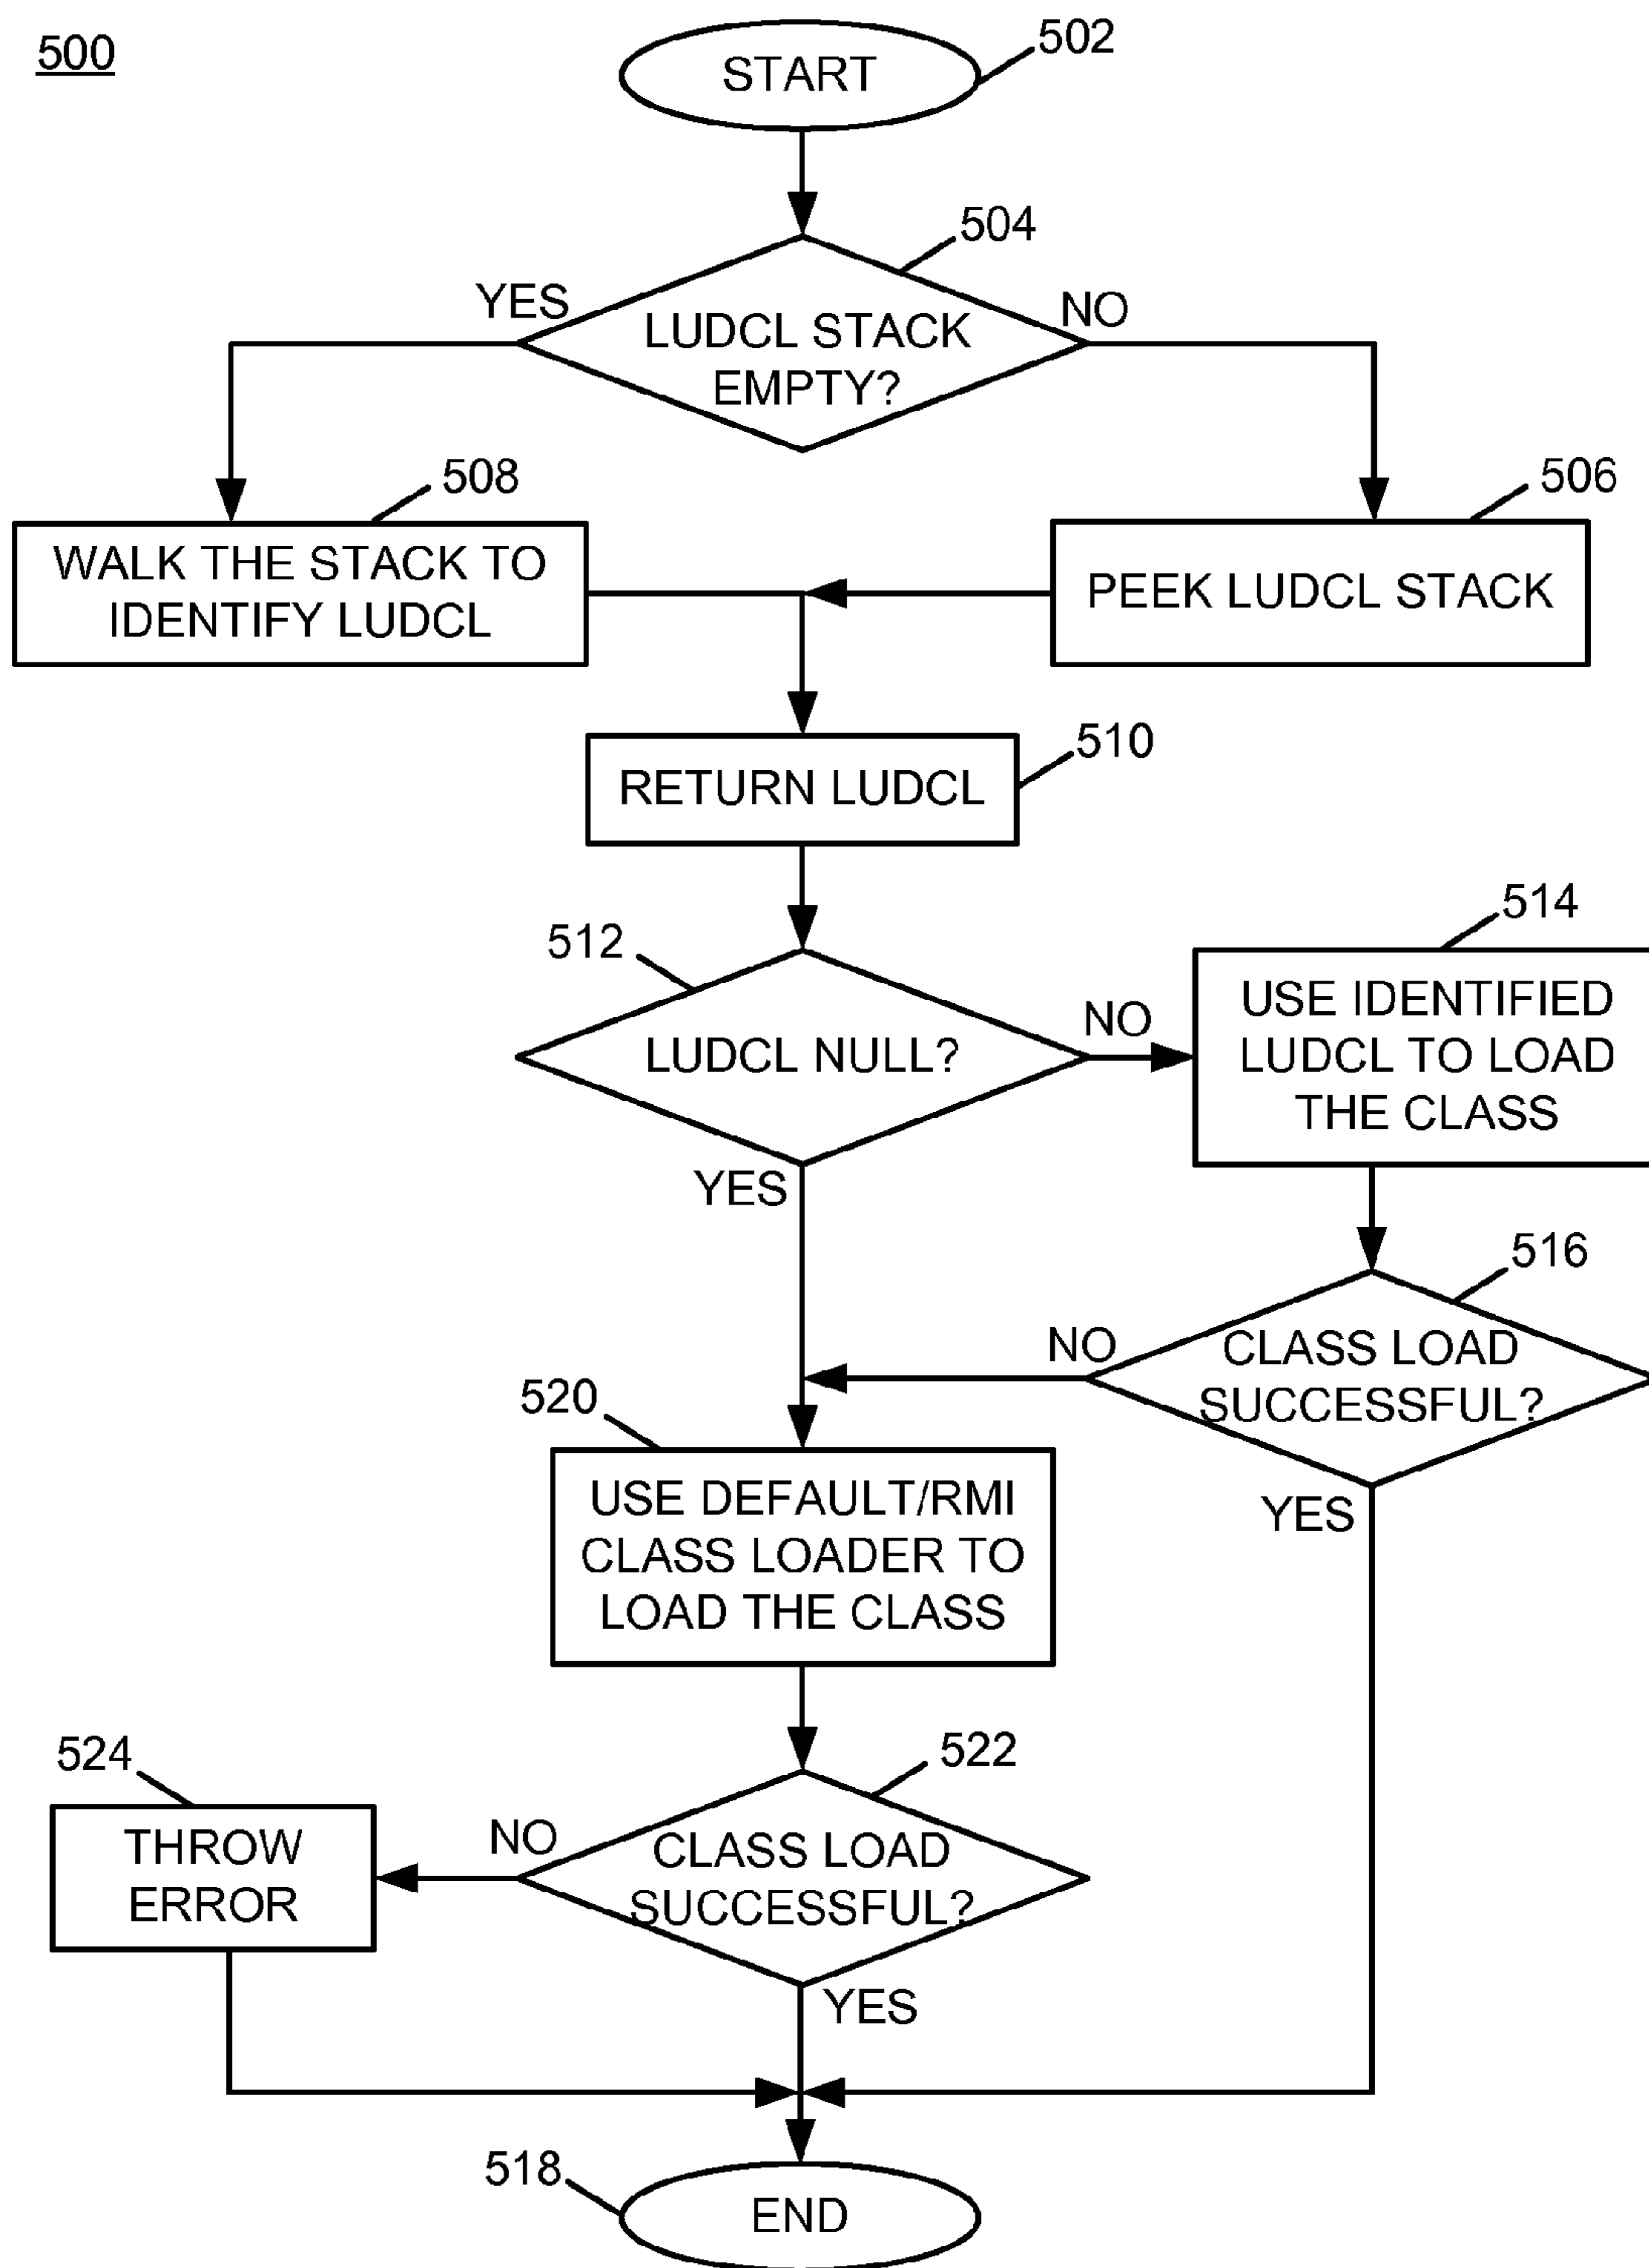 500
START
502
504
YES
NO
LUDCL STACK
EMPTY?
508
506
WALK THE STACK TO
IDENTIFY LUDCL
PEEK LUDCL STACK
510
RETURN LUDCL
512
514
LUDCL NULL?
NO
USE IDENTIFIED
LUDCL TO LOAD
THE CLASS
YES
516
NO
CLASS LOAD
SUCCESSFUL?
YES
520
USE DEFAULT/RMI
CLASS LOADER TO
LOAD THE CLASS
524
522
THROW
ERROR
NO
CLASS LOAD
SUCCESSFUL?
YES
518
END